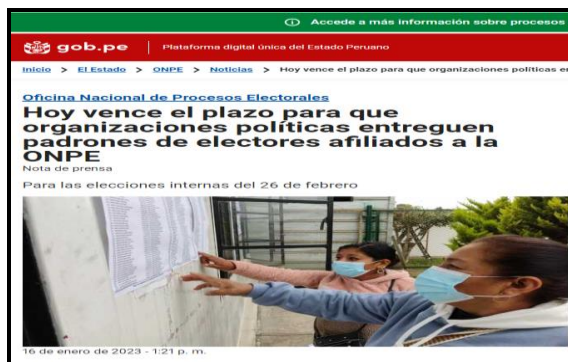 Accede a más información sobre procesos
gob.pe | Plataforma digital única del Estado Peruano
Inicio > El Estado > ONPE > Noticias > Hoy vence el plazo para que organizaciones políticas en
Oficina Nacional de Procesos Electorales
Hoy vence el plazo para que
organizaciones políticas entreguen
padrones de electores afiliados a la
ONPE
Nota de prensa
Para las elecciones internas del 26 de febrero
16 de enero de 2023 - 1:21 p. m.